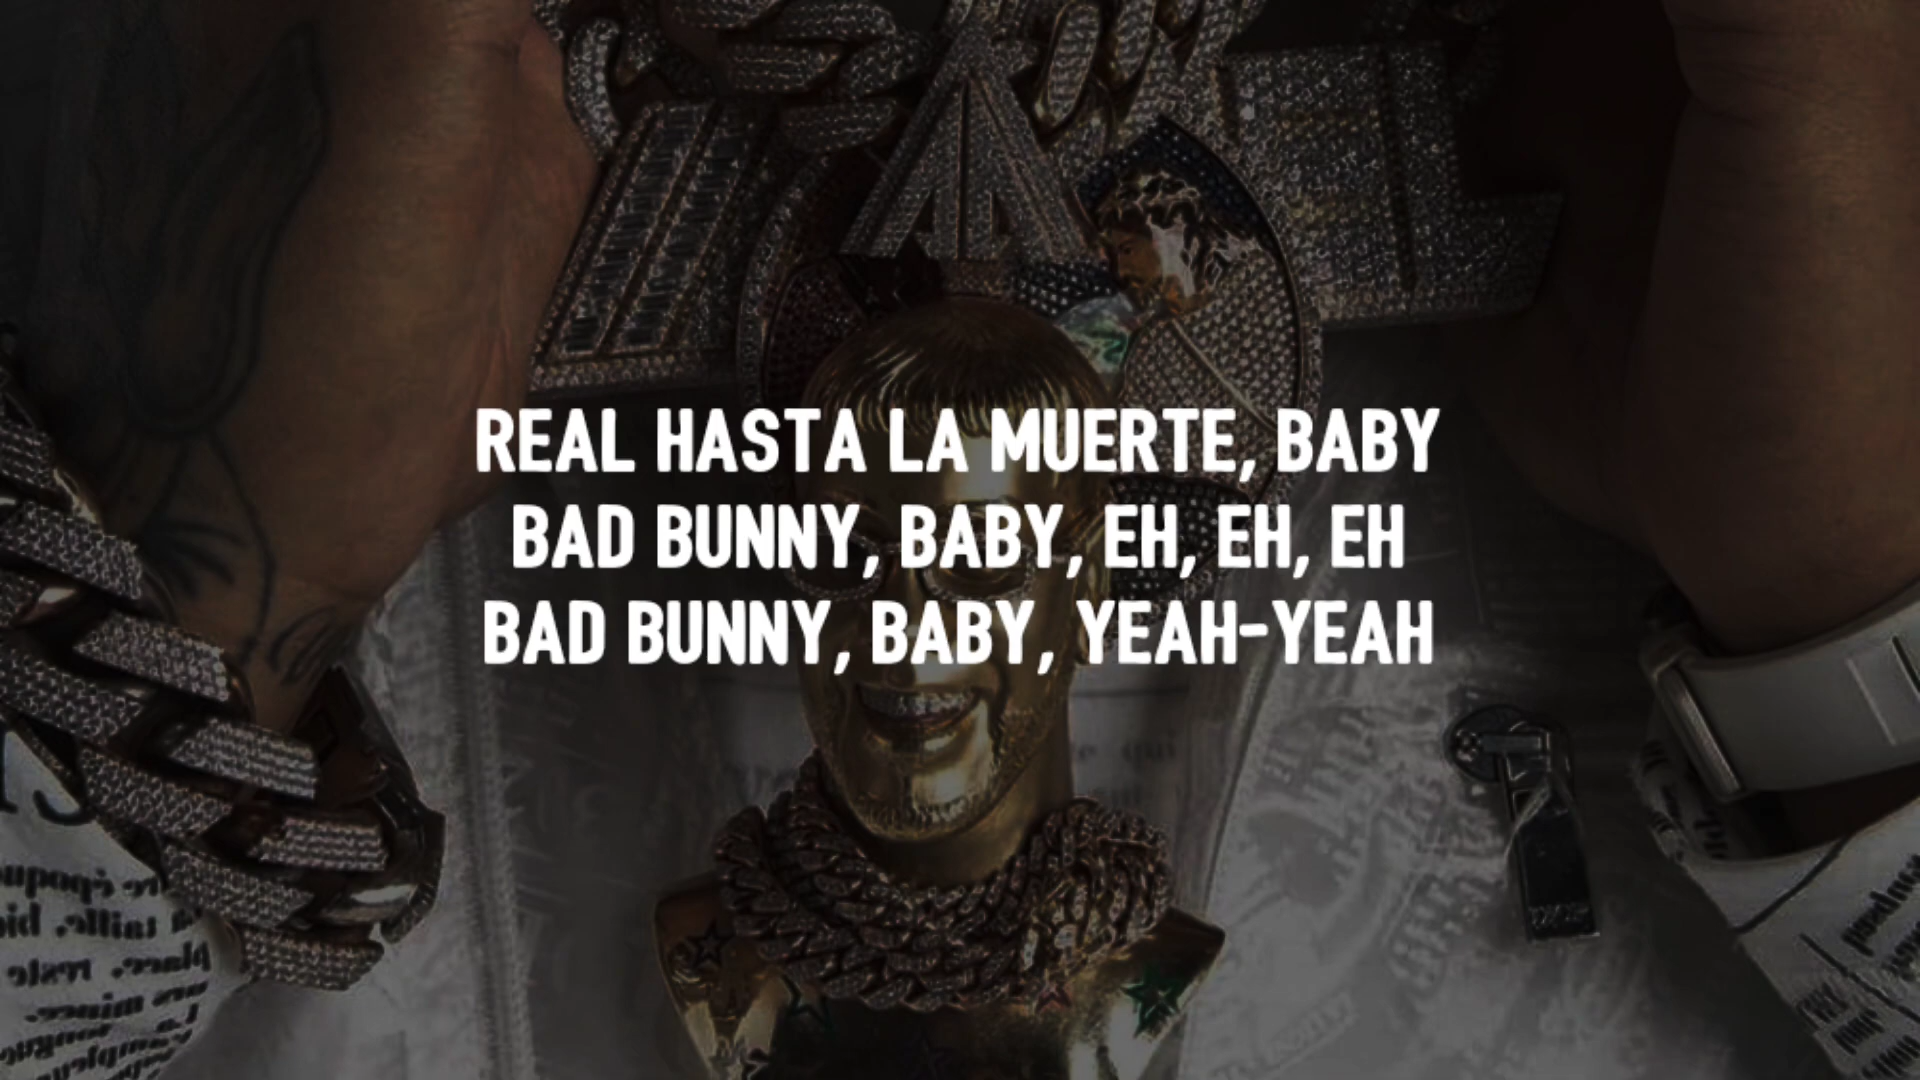 REAL HASTA LA MUERTE, BABY
BAD BUNNY, BABY, EH, EH, EH
BAD BUNNY, BABY, YEAH-YEAH